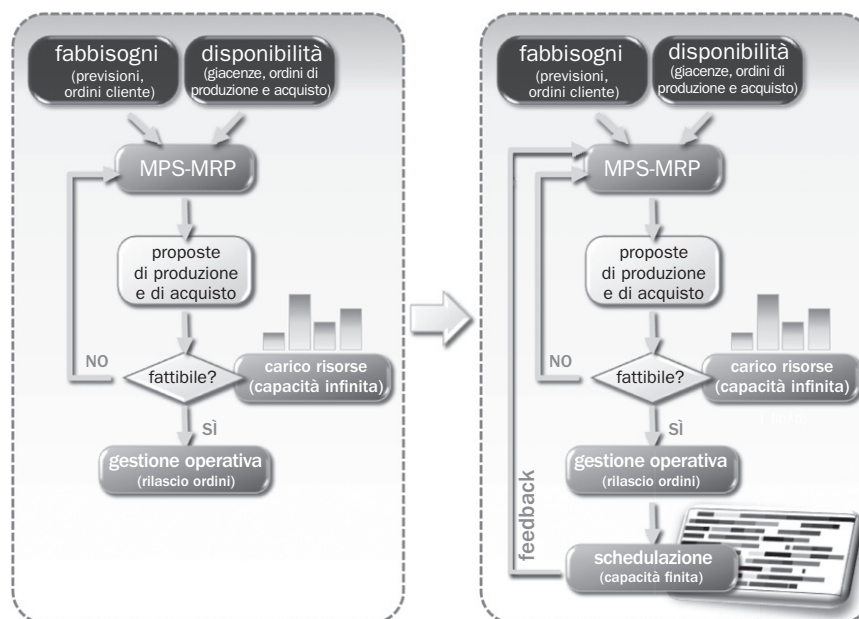 fabbisogni
(previsioni,
ordini cliente)
disponibilità
(giacenze, ordini di
produzione e acquisto)
MPS-MRP
proposte
di produzione
e di acquisto
NO
fattibile?
carico risorse
(capacità infinita)
SÌ
gestione operativa
(rilascio ordini)
fabbisogni
(previsioni,
ordini cliente)
disponibilità
(giacenze, ordini di
produzione e acquisto)
MPS-MRP
proposte
di produzione
e di acquisto
NO
fattibile?
carico risorse
(capacità infinita)
SÌ
gestione operativa
(rilascio ordini)
feedback
schedulazione
(capacità finita)